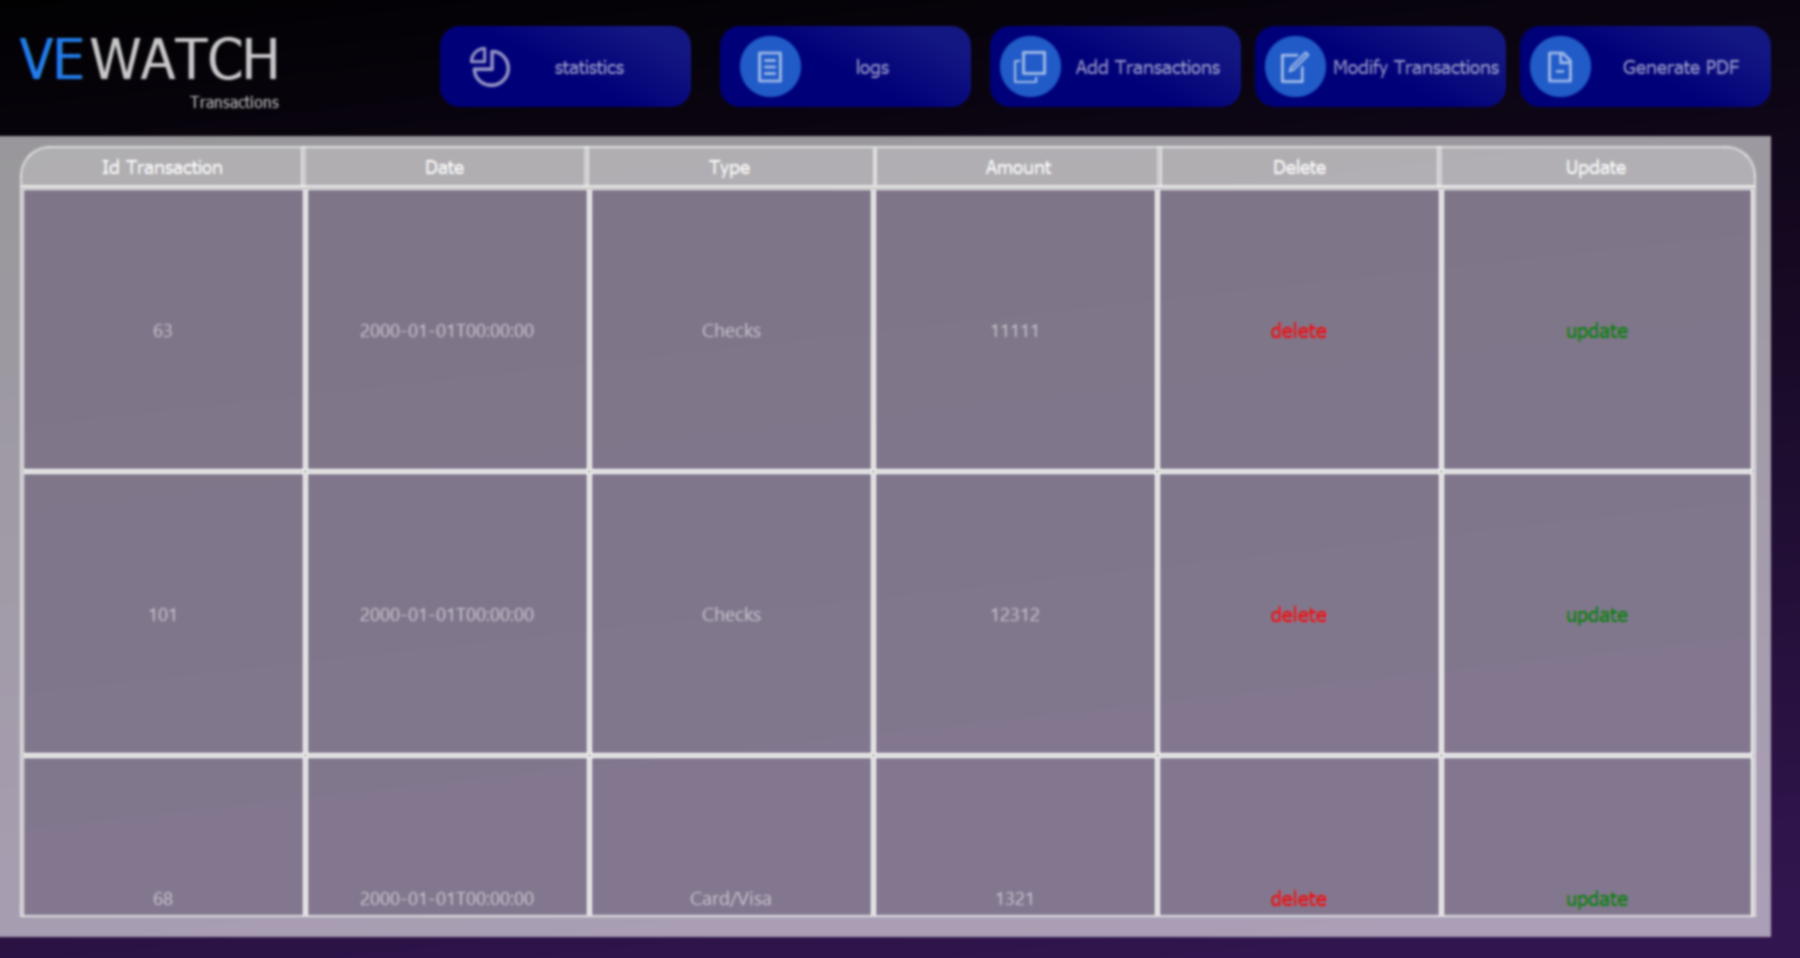 VEWATCH
Transactions
statistics
logs
Add Transactions
Modify Transactions
Generate PDF
Id Transaction Date Type Amount Delete Update
63 2000-01-01T00:00:00 Checks 11111 delete update
101 2000-01-01T00:00:00 Checks 12312 delete update
68 2000-01-01T00:00:00 Card/Visa 1321 delete update